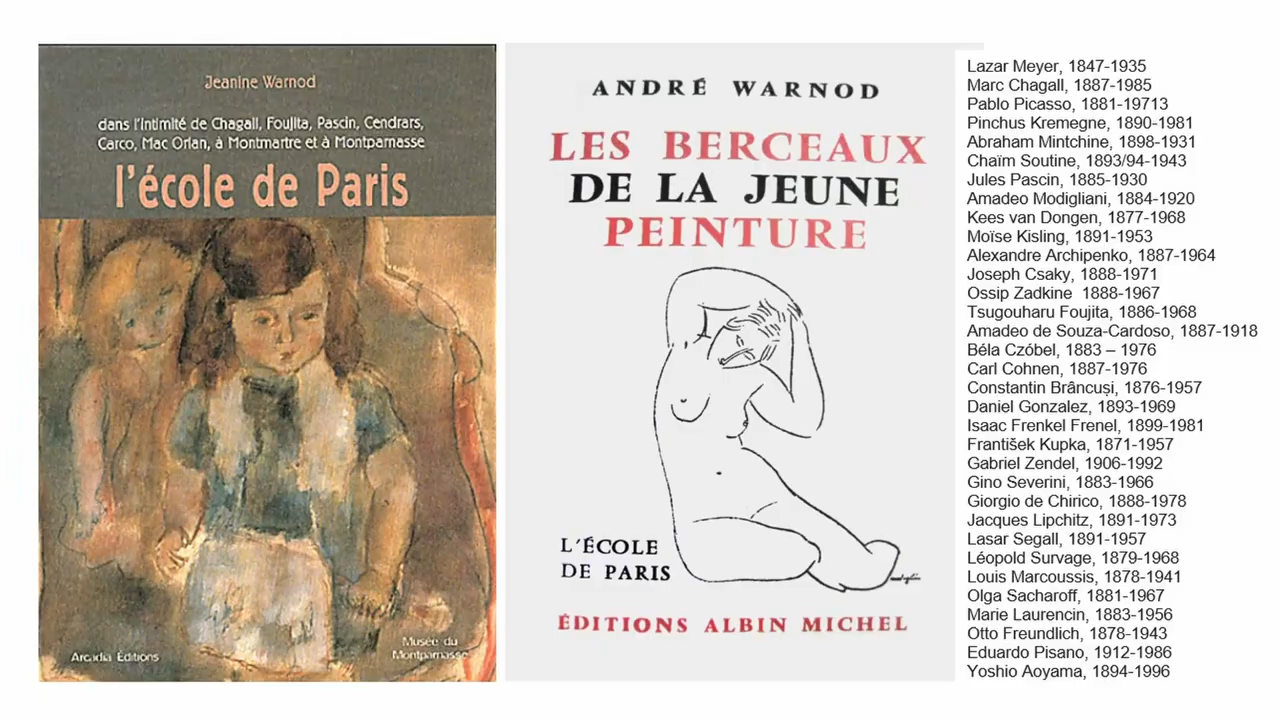 Jeanine Warnod
dans l'intimité de Chagall, Foujita, Pascin, Cendrars,
Carco, Mac Orlan, à Montmartre et à Montparnasse
l'école de Paris
Arcadia Éditions
Musée du
Montparnasse
ANDRÉ WARNOD
LES BERCEAUX
DE LA JEUNE
PEINTURE
L'ÉCOLE
DE PARIS
ÉDITIONS ALBIN MICHEL
Lazar Meyer, 1847-1935
Marc Chagall, 1887-1985
Pablo Picasso, 1881-19713
Pinchus Kremegne, 1890-1981
Abraham Mintchine, 1898-1931
Chaïm Soutine, 1893/94-1943
Jules Pascin, 1885-1930
Amadeo Modigliani, 1884-1920
Kees van Dongen, 1877-1968
Moïse Kisling, 1891-1953
Alexandre Archipenko, 1887-1964
Joseph Csaky, 1888-1971
Ossip Zadkine 1888-1967
Tsugouharu Foujita, 1886-1968
Amadeo de Souza-Cardoso, 1887-1918
Béla Czóbel, 1883 – 1976
Carl Cohnen, 1887-1976
Constantin Brâncuși, 1876-1957
Daniel Gonzalez, 1893-1969
Isaac Frenkel Frenel, 1899-1981
František Kupka, 1871-1957
Gabriel Zendel, 1906-1992
Gino Severini, 1883-1966
Giorgio de Chirico, 1888-1978
Jacques Lipchitz, 1891-1973
Lasar Segall, 1891-1957
Léopold Survage, 1879-1968
Louis Marcoussis, 1878-1941
Olga Sacharoff, 1881-1967
Marie Laurencin, 1883-1956
Otto Freundlich, 1878-1943
Eduardo Pisano, 1912-1986
Yoshio Aoyama, 1894-1996